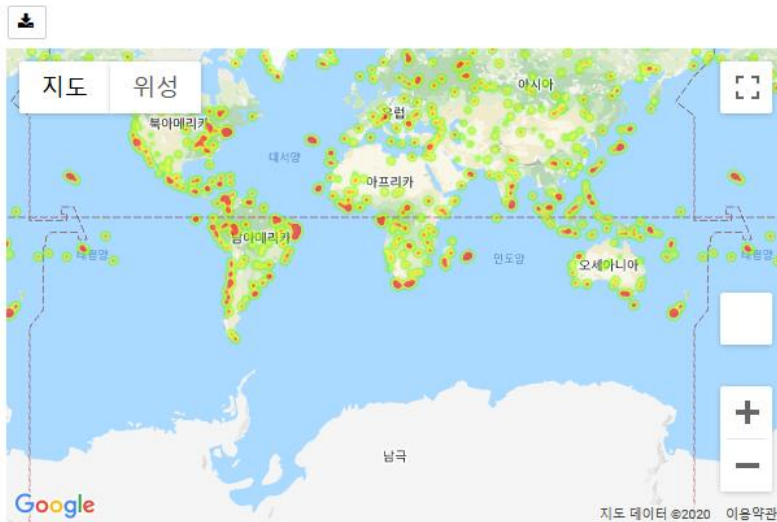 지도 위성
아시아
북아메리카
유럽
대서양
아프리카
남아메리카
태평양
인도양
오세아니아
태평양
남극
Google
지도 데이터 ©2020 이용약관